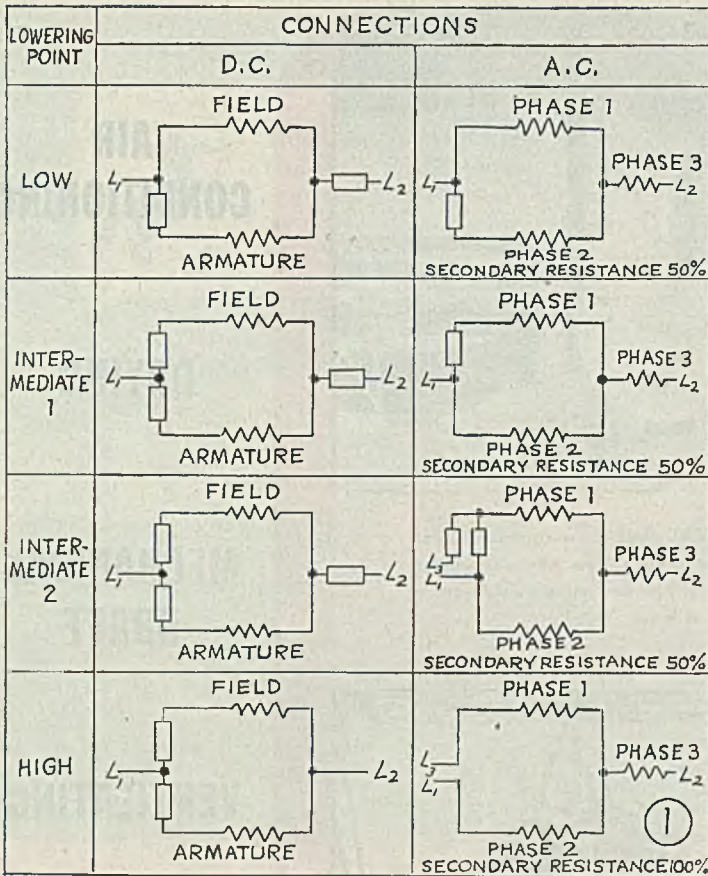 LOWERING POINT
CONNECTIONS
D.C.
A.C.
LOW
FIELD
L1
L2
ARMATURE
PHASE 1
L1
PHASE 3
L2
PHASE 2
SECONDARY RESISTANCE 50%
INTER-
MEDIATE
1
FIELD
L1
L2
ARMATURE
PHASE 1
L1
PHASE 3
L2
PHASE 2
SECONDARY RESISTANCE 50%
INTER-
MEDIATE
2
FIELD
L1
L2
ARMATURE
PHASE 1
L3
L1
PHASE 3
L2
PHASE 2
SECONDARY RESISTANCE 50%
HIGH
FIELD
L1
L2
ARMATURE
PHASE 1
L3
L1
PHASE 3
L2
PHASE 2
SECONDARY RESISTANCE 100%
1